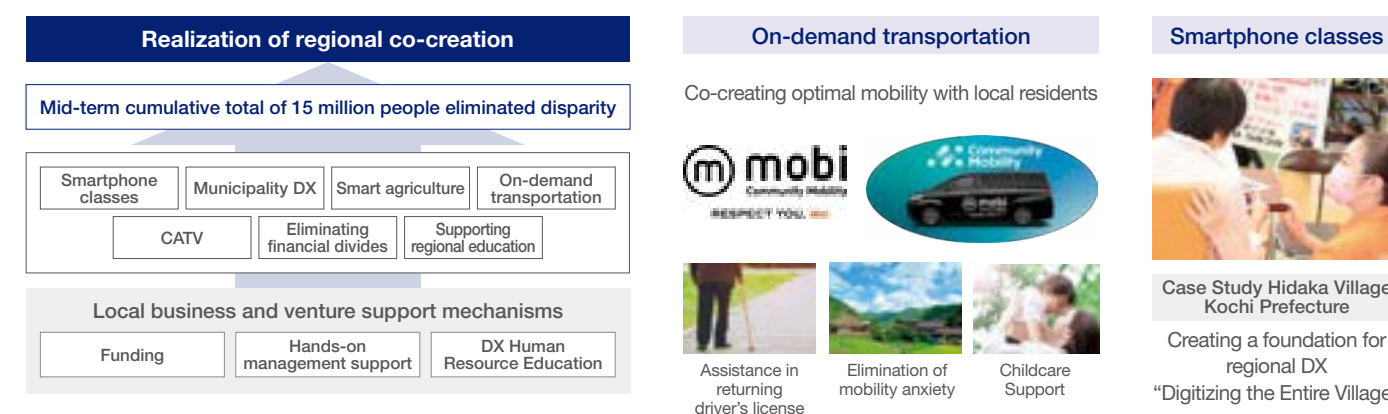 Realization of regional co-creation
Mid-term cumulative total of 15 million people eliminated disparity
Smartphone
classes
Municipality DX
Smart agriculture
On-demand
transportation
CATV
Eliminating
financial divides
Supporting
regional education
Local business and venture support mechanisms
Funding
Hands-on
management support
DX Human
Resource Education
On-demand transportation
Co-creating optimal mobility with local residents
m mobi
Community Mobility
RESPECT YOU,
Community
Mobility
m mobi
Assistance in
returning
driver's license
Elimination of
mobility anxiety
Childcare
Support
Smartphone classes
Case Study Hidaka Village
Kochi Prefecture
Creating a foundation for
regional DX
“Digitizing the Entire Village